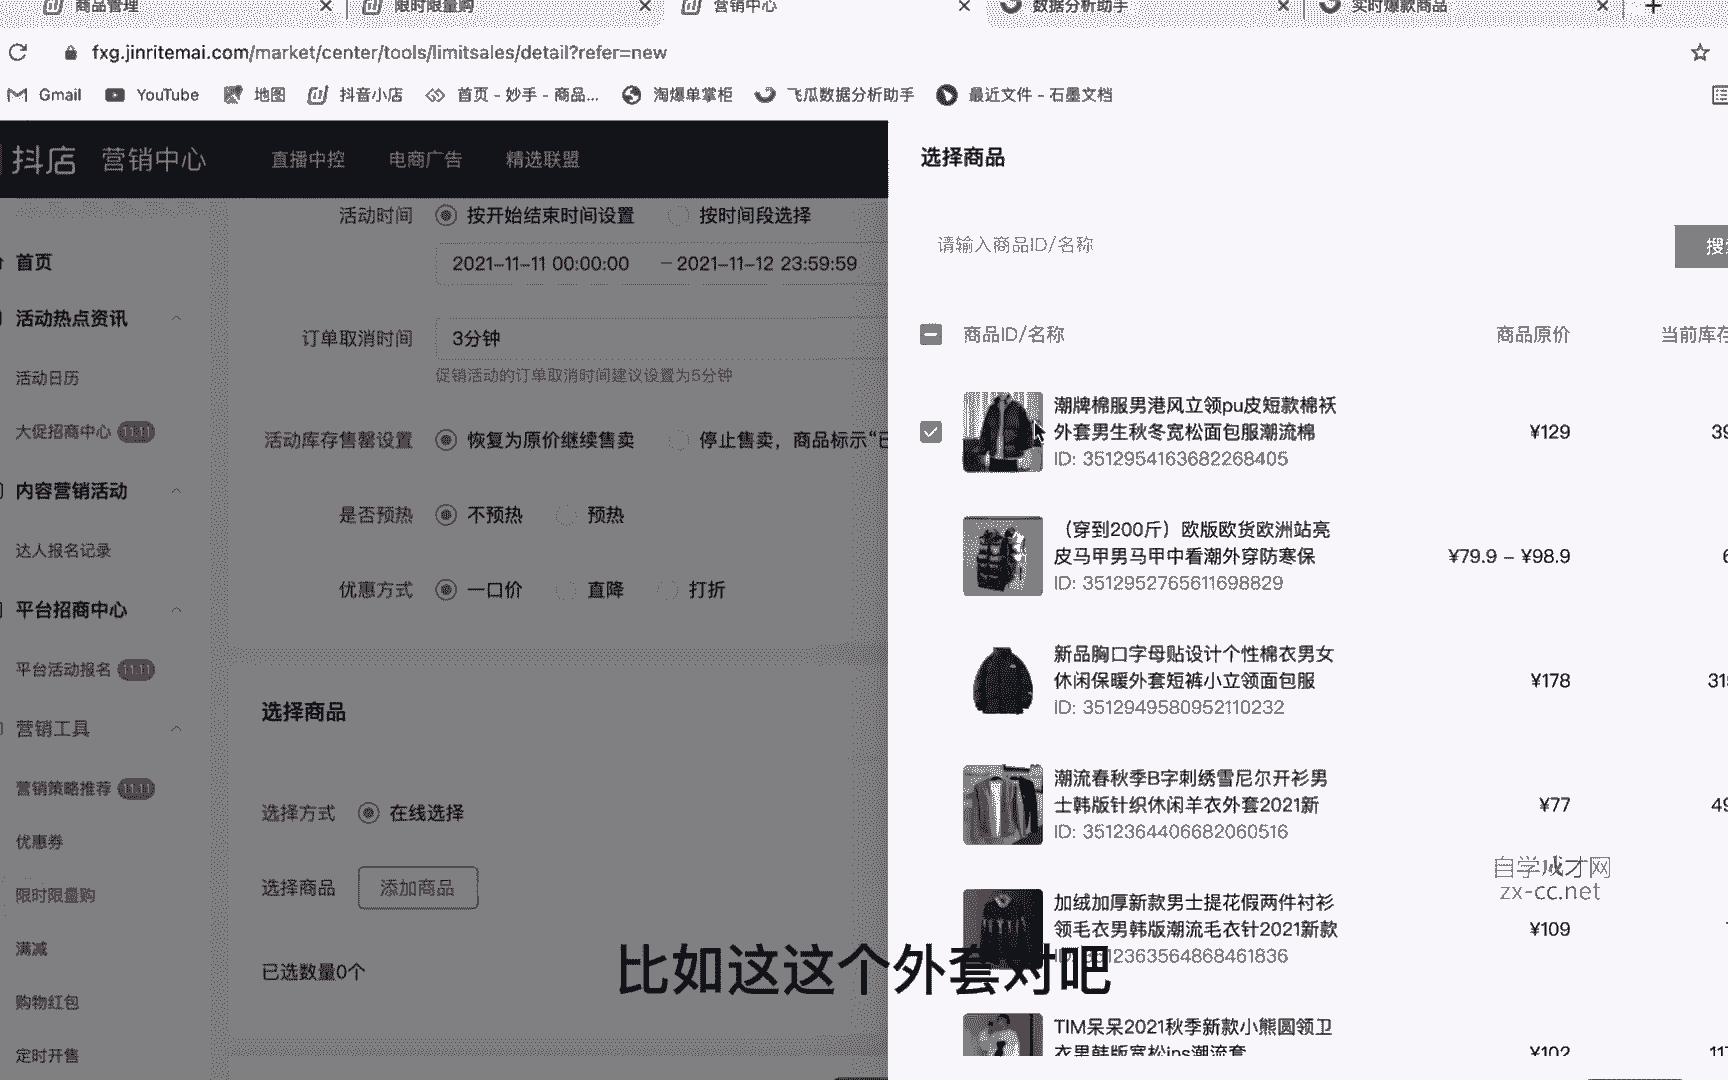 商品管理
限时限量购
营销中心
数据分析助手
实时爆款商品
fxg.jinritemai.com/market/center/tools/limitsales/detail?refer=new
Gmail
YouTube
地图
抖音小店
首页 - 妙手 - 商品...
淘爆单掌柜
飞瓜数据分析助手
最近文件 - 石墨文档
抖店 营销中心
直播中控
电商广告
精选联盟
首页
活动热点资讯
活动日历
大促招商中心 11.11
内容营销活动
达人报名记录
平台招商中心
平台活动报名 11.11
营销工具
营销策略推荐 11.11
优惠券
限时限量购
满减
购物红包
定时开售
活动时间 按开始结束时间设置 按时间段选择
2021-11-11 00:00:00 – 2021-11-12 23:59:59
订单取消时间 3分钟
促销活动的订单取消时间建议设置为5分钟
活动库存售罄设置 恢复为原价继续售卖 停止售卖，商品标示“
是否预热 不预热 预热
优惠方式 一口价 直降 打折
选择商品
选择方式 在线选择
选择商品 添加商品
已选数量0个
选择商品
请输入商品ID/名称
搜
商品ID/名称 商品原价 当前库存
潮牌棉服男港风立领pu皮短款棉袄
外套男生秋冬宽松面包服潮流棉
ID: 3512954163682268405
¥129
39
（穿到200斤）欧版欧货欧洲站亮
皮马甲男马甲中看潮外穿防寒保
ID: 3512952765611698829
¥79.9 – ¥98.9
新品胸口字母贴设计个性棉衣男女
休闲保暖外套短裤小立领面包服
ID: 3512949580952110232
¥178
315
潮流春秋季B字刺绣雪尼尔开衫男
士韩版针织休闲羊衣外套2021新
ID: 3512364406682060516
¥77
49
加绒加厚新款男士提花假两件衬衫
领毛衣男韩版潮流毛衣针2021新款
ID: 3512363564868461836
¥109
TIM呆呆2021秋季新款小熊圆领卫
衣男韩版宽松ins潮流套
¥102
117
自学成才网
zx-cc.net
比如这这个外套对吧